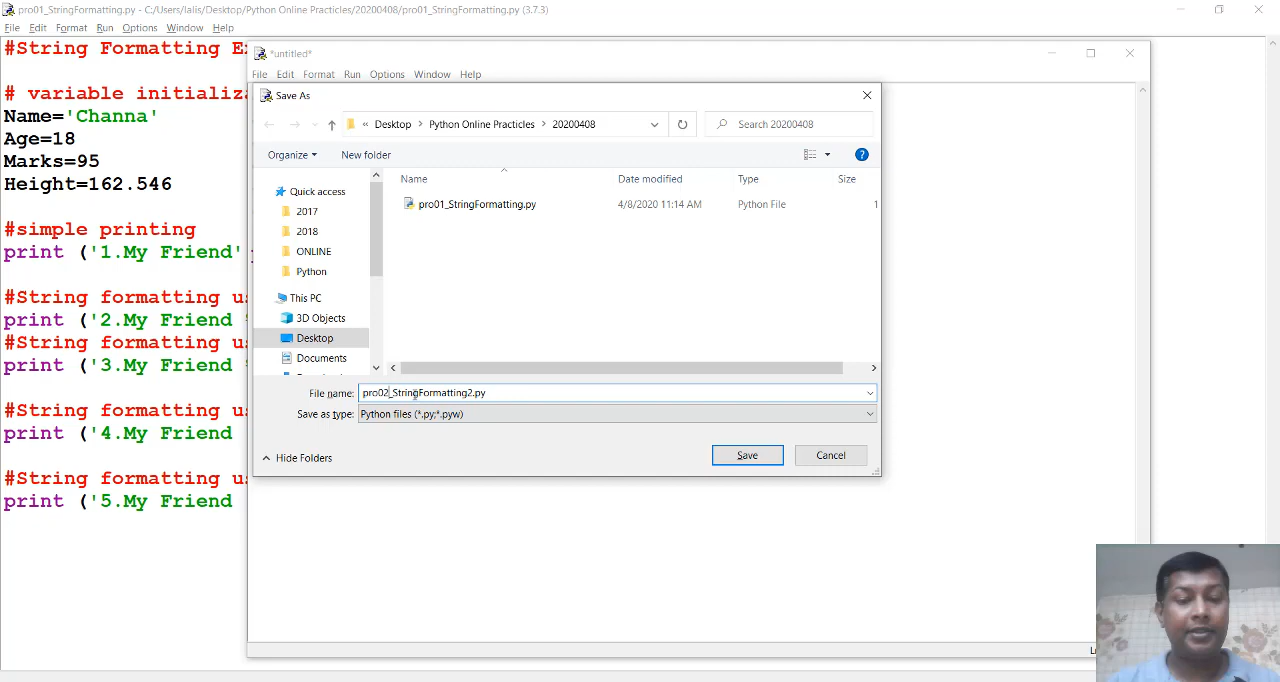 pro01_StringFormatting.py - C:/Users/lalis/Desktop/Python Online Practicles/20200408/pro01_StringFormatting.py (3.7.3)
File Edit Format Run Options Window Help
#String Formatting
# variable
Name='Channa'
Age=18
Marks=95
Height=162.546
#simple printing
print ('1.My Friend'
#String formatting
print ('2.My Friend
#String formatting
print ('3.My Friend
#String formatting
print ('4.My Friend
#String formatting
print ('5.My Friend
*untitled*
File Edit Format Run Options Window Help
Save As
« Desktop > Python Online Practicles > 20200408
Search 20200408
Organize New folder
Quick access
2017
2018
ONLINE
Python
This PC
3D Objects
Desktop
Documents
Name Date modified Type Size
pro01_StringFormatting.py 4/8/2020 11:14 AM Python File 1
File name: pro02_StringFormatting2.py
Save as type: Python files (*.py;*.pyw)
Hide Folders
Save Cancel